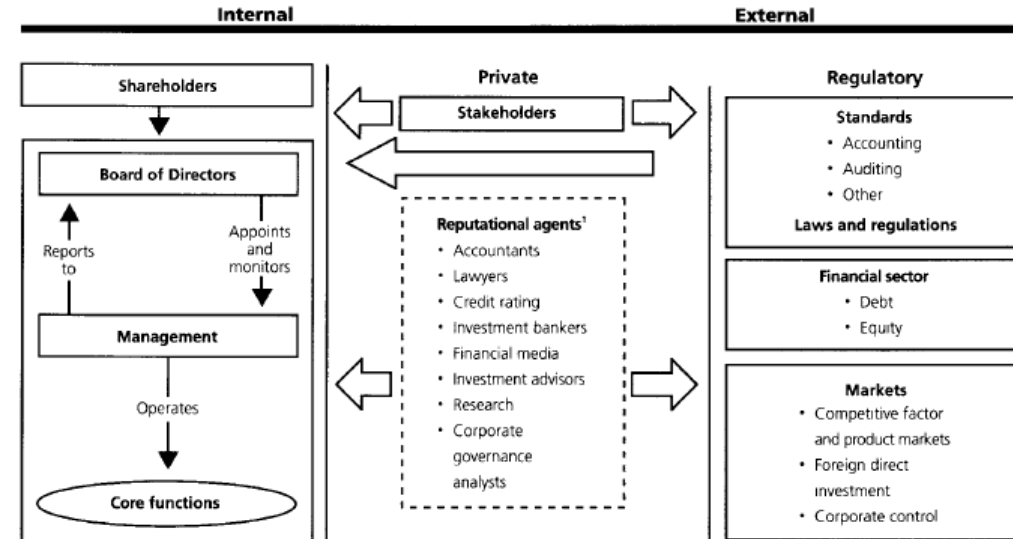 Internal
External
Shareholders
Board of Directors
Reports
to
Appoints
and
monitors
Management
Operates
Core functions
Private
Stakeholders
Reputational agents¹
• Accountants
• Lawyers
• Credit rating
• Investment bankers
• Financial media
• Investment advisors
• Research
• Corporate
governance
analysts
Regulatory
Standards
• Accounting
• Auditing
• Other
Laws and regulations
Financial sector
• Debt
• Equity
Markets
• Competitive factor
and product markets
• Foreign direct
investment
• Corporate control